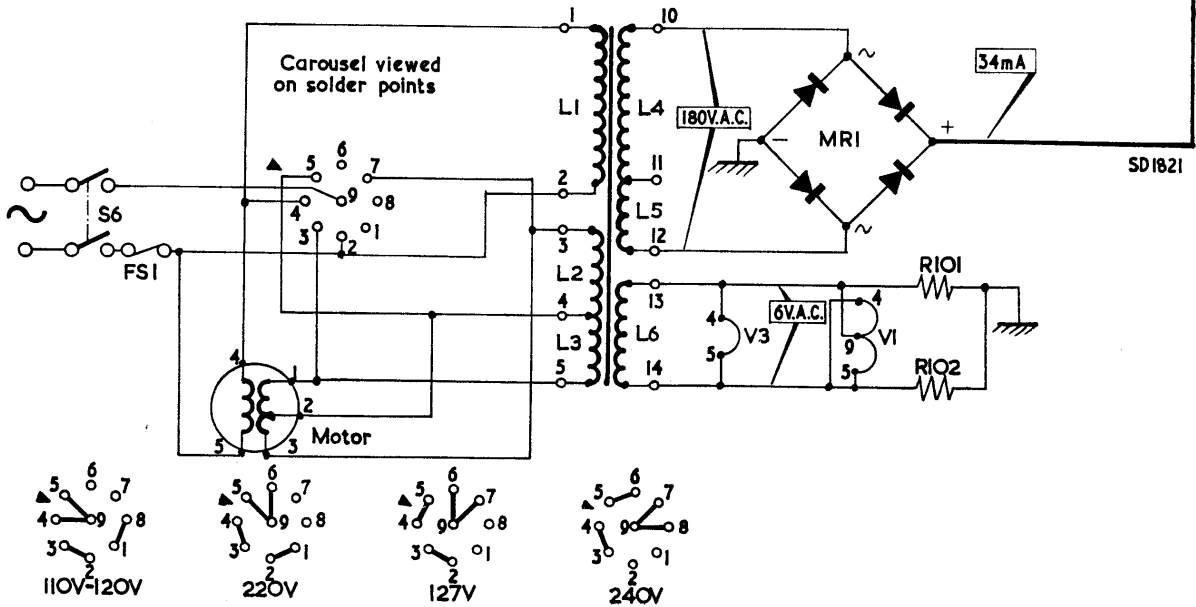 1 10
Carousel viewed
on solder points
34mA
L1 L4
180V.A.C.
MR1
~
~
- +
SD1821
5 6 7
4 9 8
3 2 1
~ S6
FS1
2 11
L5
3 12
L2
4 13
L3 L6
5 14
R101
6V.A.C.
4 V3 5
4 9 5 V1
R102
4 1
2
5 3
Motor
5 6 7
4 9 8
3 2 1
110V-120V
5 6 7
4 9 8
3 2 1
220V
5 6 7
4 9 8
3 2 1
127V
5 6 7
4 9 8
3 2 1
240V